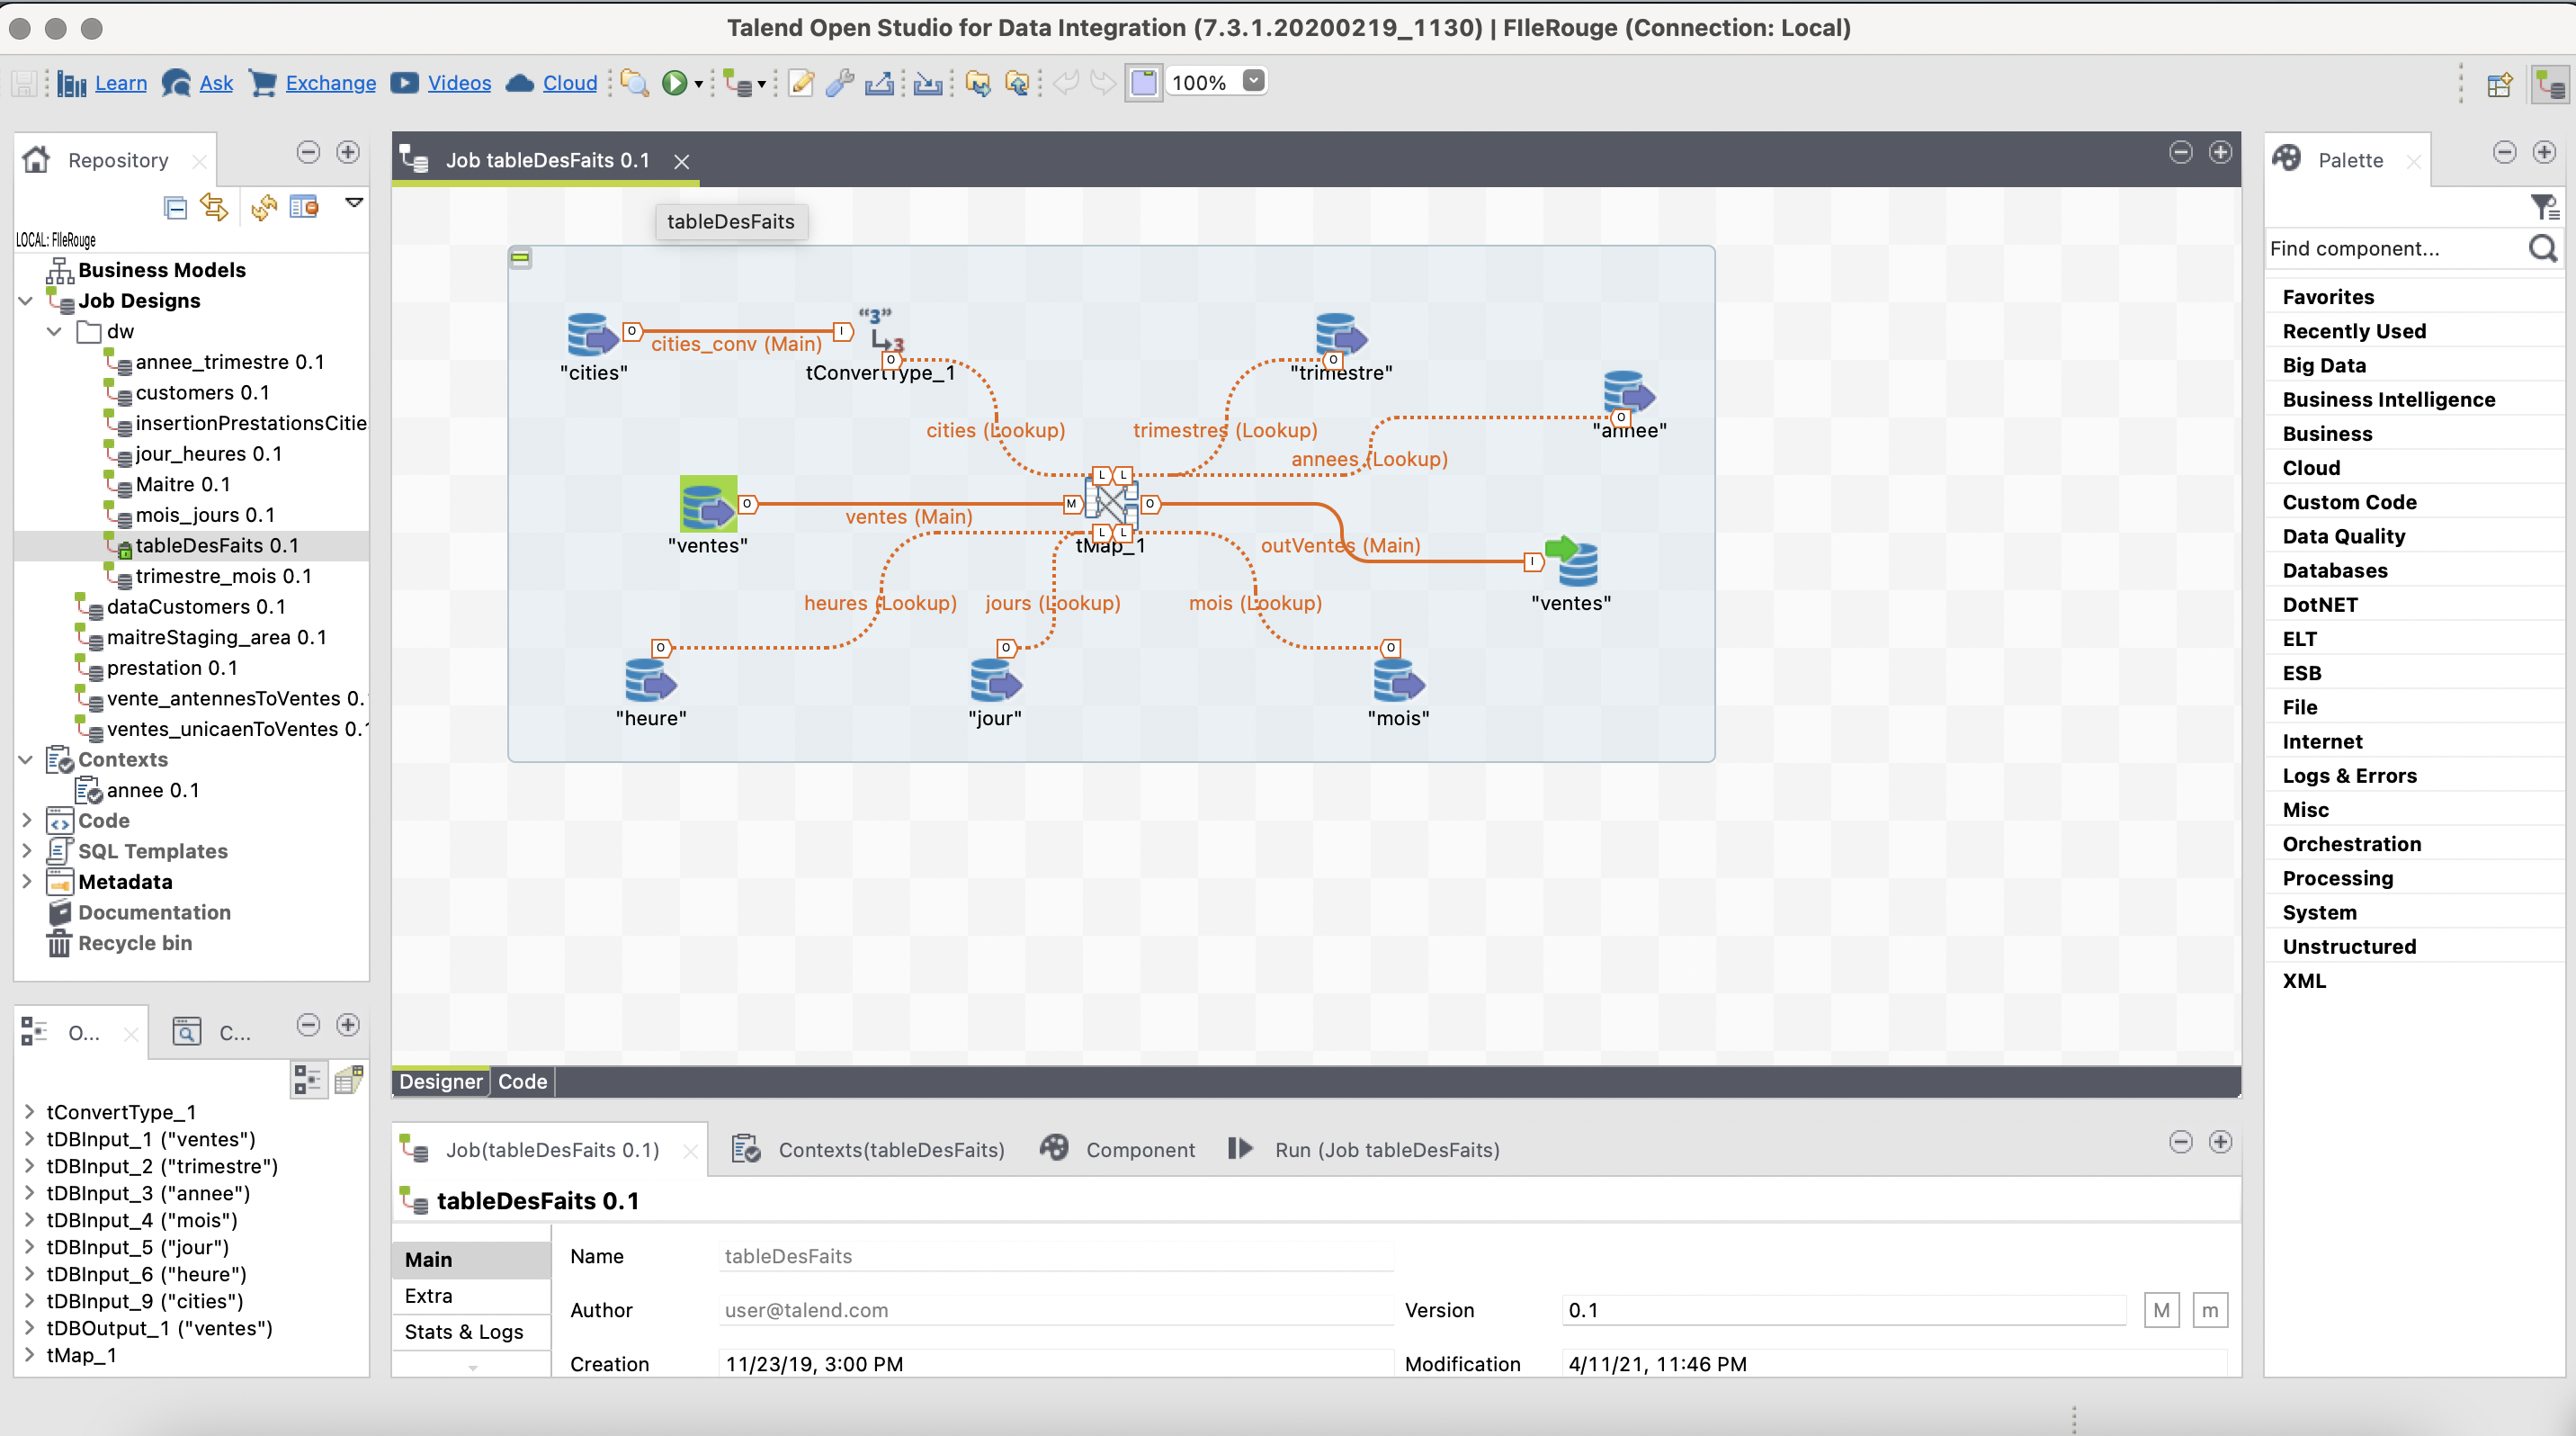 Talend Open Studio for Data Integration (7.3.1.20200219_1130) | FIleRouge (Connection: Local)
Learn Ask Exchange Videos Cloud 100%
Repository
LOCAL: FIleRouge
Business Models
Job Designs
dw
annee_trimestre 0.1
customers 0.1
insertionPrestationsCitie
jour_heures 0.1
Maitre 0.1
mois_jours 0.1
tableDesFaits 0.1
trimestre_mois 0.1
dataCustomers 0.1
maitreStaging_area 0.1
prestation 0.1
vente_antennesToVentes 0.
ventes_unicaenToVentes 0.1
Contexts
annee 0.1
Code
SQL Templates
Metadata
Documentation
Recycle bin
O... C...
tConvertType_1
tDBInput_1 ("ventes")
tDBInput_2 ("trimestre")
tDBInput_3 ("annee")
tDBInput_4 ("mois")
tDBInput_5 ("jour")
tDBInput_6 ("heure")
tDBInput_9 ("cities")
tDBOutput_1 ("ventes")
tMap_1
Job tableDesFaits 0.1
tableDesFaits
"3"
3
O I
cities_conv (Main)
O O
"cities" tConvertType_1 "trimestre"
O
cities (Lookup) trimestres (Lookup) "annee"
annees (Lookup)
L L
O M O
ventes (Main)
L L
"ventes" tMap_1 outVentes (Main)
I
heures (Lookup) jours (Lookup) mois (Lookup) "ventes"
O O O
"heure" "jour" "mois"
Designer Code
Job(tableDesFaits 0.1) Contexts(tableDesFaits) Component Run (Job tableDesFaits)
tableDesFaits 0.1
Main
Extra
Stats & Logs
Name tableDesFaits
Author user@talend.com Version 0.1 M m
Creation 11/23/19, 3:00 PM Modification 4/11/21, 11:46 PM
Palette
Find component...
Favorites
Recently Used
Big Data
Business Intelligence
Business
Cloud
Custom Code
Data Quality
Databases
DotNET
ELT
ESB
File
Internet
Logs & Errors
Misc
Orchestration
Processing
System
Unstructured
XML